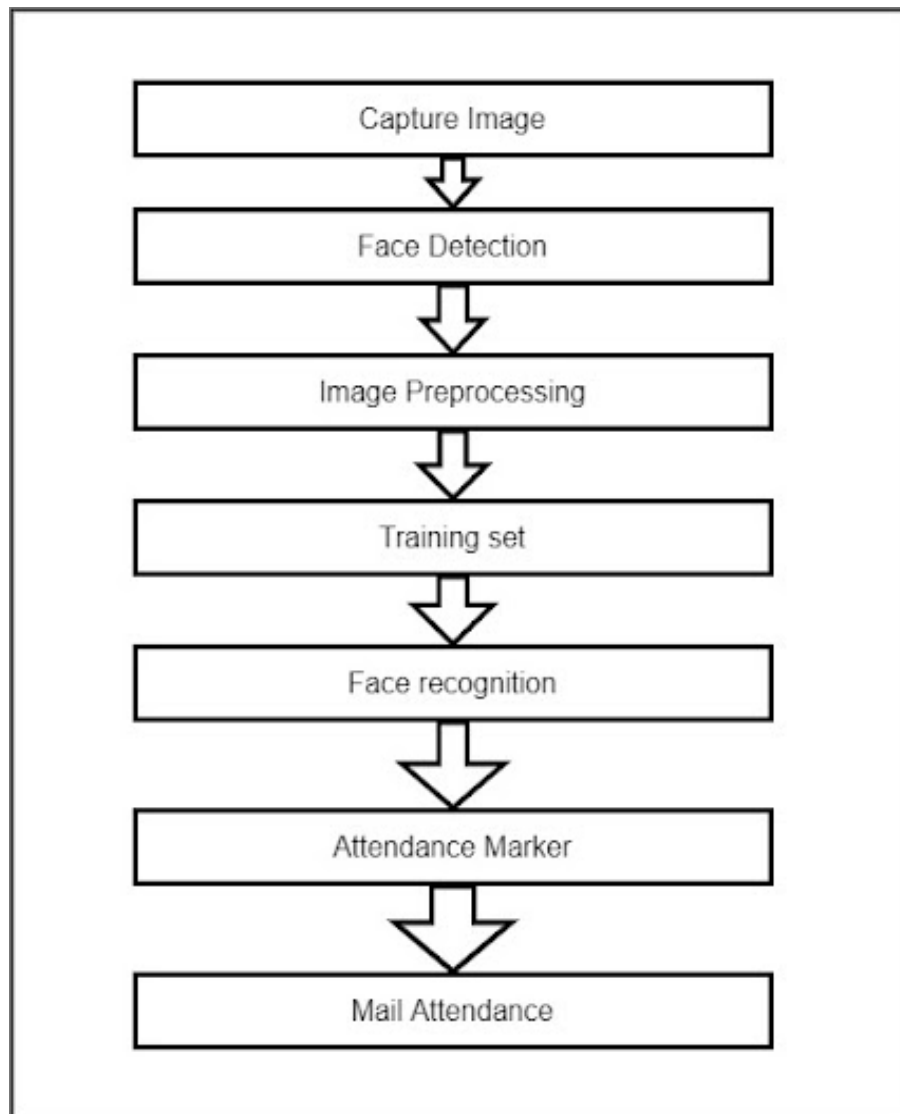 Capture Image
Face Detection
Image Preprocessing
Training set
Face recognition
Attendance Marker
Mail Attendance